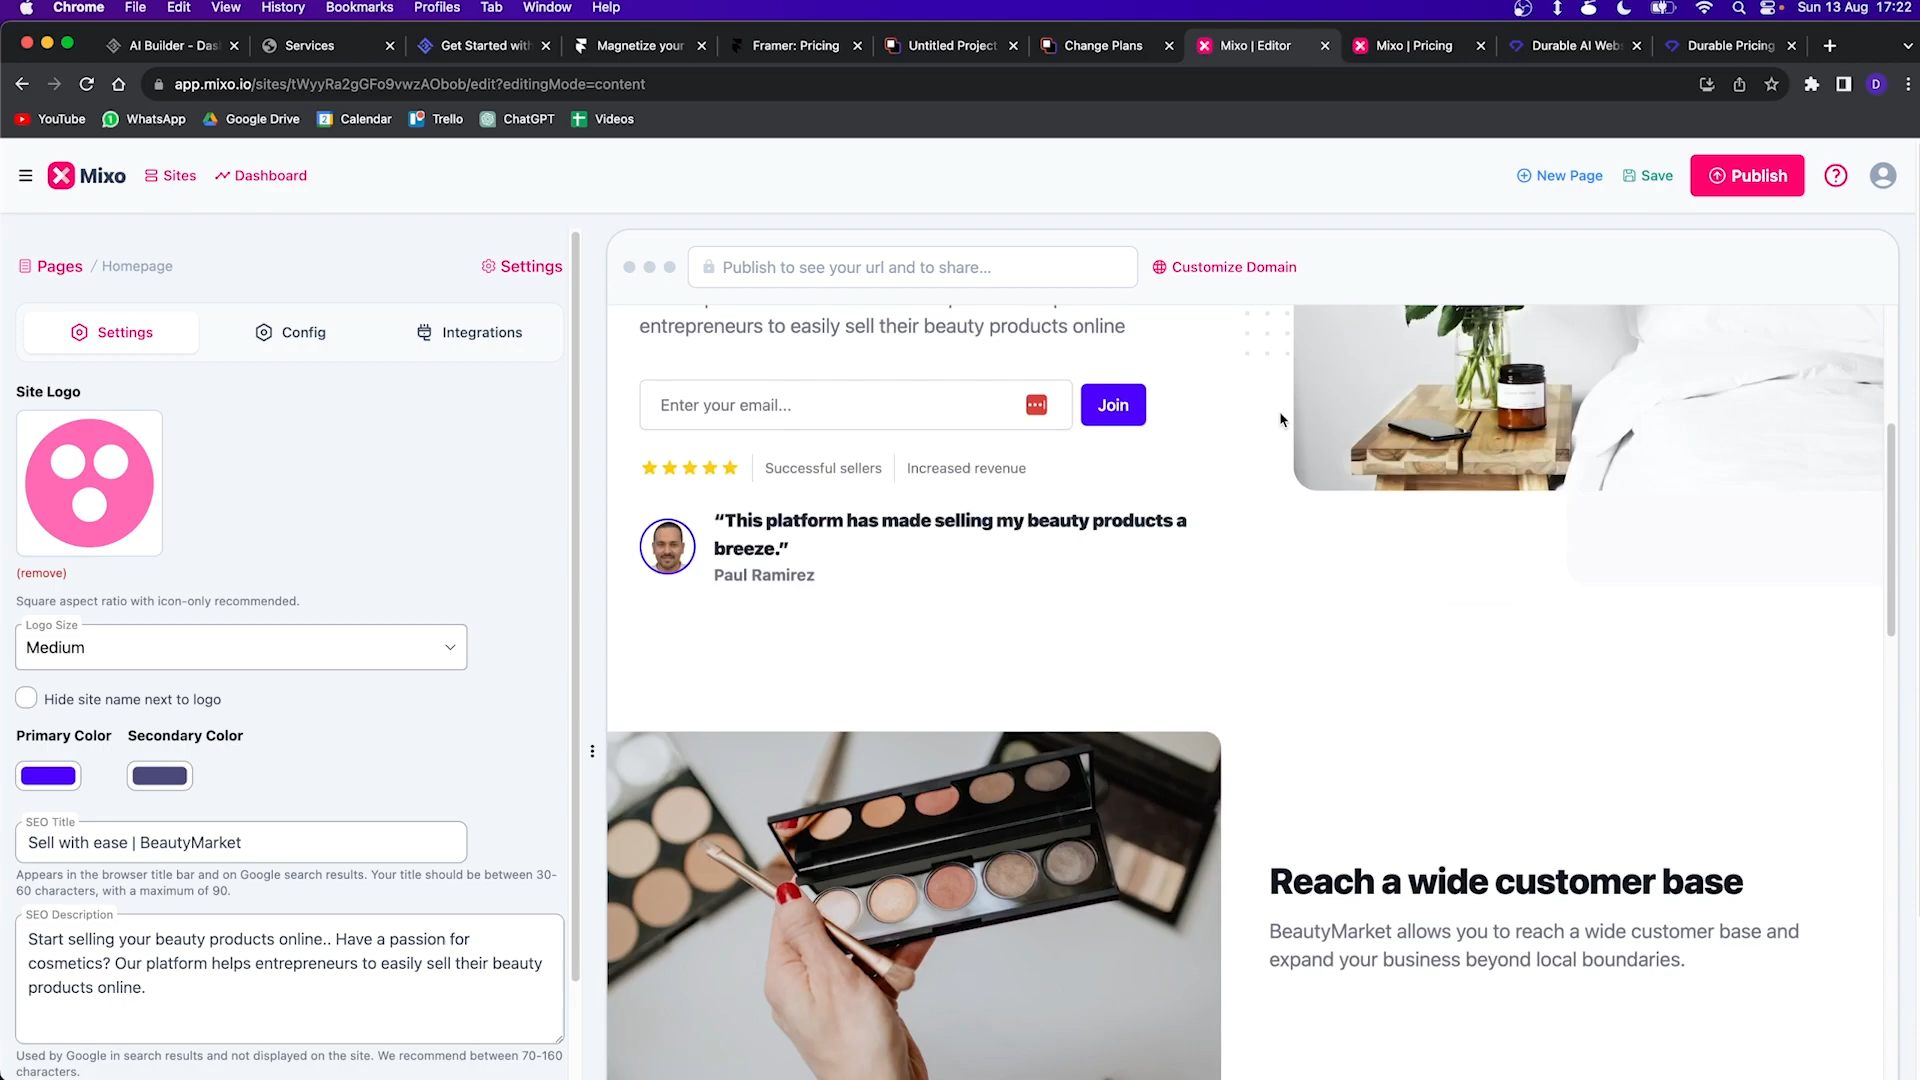 Chrome File Edit View History Bookmarks Profiles Tab Window Help Sun 13 Aug 17:22
AI Builder - Das Services Get Started with Magnetize your Framer: Pricing Untitled Project Change Plans Mixo | Editor Mixo | Pricing Durable AI Web Durable Pricing
app.mixo.io/sites/tWyyRa2gGFo9vwzAObob/edit?editingMode=content D
YouTube WhatsApp Google Drive 2 Calendar Trello ChatGPT Videos
Mixo Sites Dashboard New Page Save Publish
Pages / Homepage Settings
Publish to see your url and to share... Customize Domain
Settings Config Integrations
entrepreneurs to easily sell their beauty products online
Site Logo
Enter your email... Join
Successful sellers Increased revenue
“This platform has made selling my beauty products a
breeze.”
Paul Ramirez
(remove)
Square aspect ratio with icon-only recommended.
Logo Size
Medium
Hide site name next to logo
Primary Color Secondary Color
SEO Title
Sell with ease | BeautyMarket
Appears in the browser title bar and on Google search results. Your title should be between 30-
60 characters, with a maximum of 90.
SEO Description
Start selling your beauty products online.. Have a passion for
cosmetics? Our platform helps entrepreneurs to easily sell their beauty
products online.
Used by Google in search results and not displayed on the site. We recommend between 70-160
characters.
Reach a wide customer base
BeautyMarket allows you to reach a wide customer base and
expand your business beyond local boundaries.